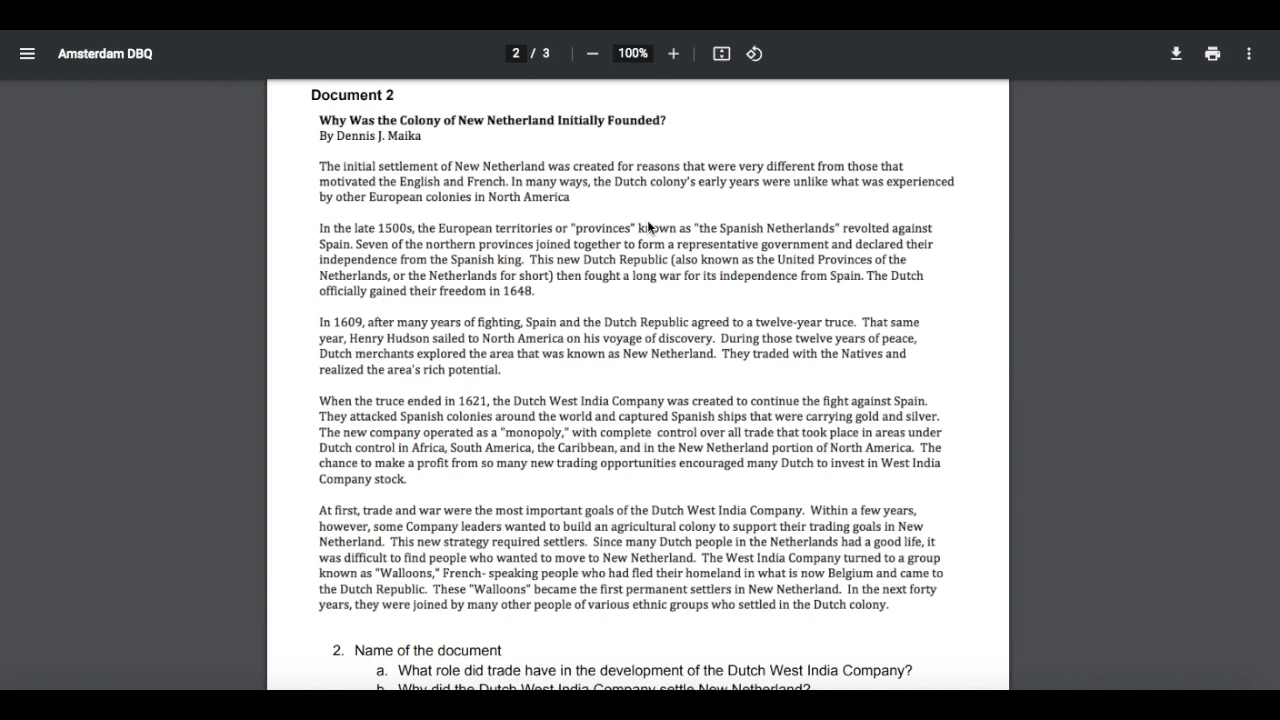 Amsterdam DBQ
2 / 3
100%
Document 2
Why Was the Colony of New Netherland Initially Founded?
By Dennis J. Maika
The initial settlement of New Netherland was created for reasons that were very different from those that
motivated the English and French. In many ways, the Dutch colony's early years were unlike what was experienced
by other European colonies in North America
In the late 1500s, the European territories or "provinces" known as "the Spanish Netherlands" revolted against
Spain. Seven of the northern provinces joined together to form a representative government and declared their
independence from the Spanish king. This new Dutch Republic (also known as the United Provinces of the
Netherlands, or the Netherlands for short) then fought a long war for its independence from Spain. The Dutch
officially gained their freedom in 1648.
In 1609, after many years of fighting, Spain and the Dutch Republic agreed to a twelve-year truce. That same
year, Henry Hudson sailed to North America on his voyage of discovery. During those twelve years of peace,
Dutch merchants explored the area that was known as New Netherland. They traded with the Natives and
realized the area's rich potential.
When the truce ended in 1621, the Dutch West India Company was created to continue the fight against Spain.
They attacked Spanish colonies around the world and captured Spanish ships that were carrying gold and silver.
The new company operated as a "monopoly," with complete control over all trade that took place in areas under
Dutch control in Africa, South America, the Caribbean, and in the New Netherland portion of North America. The
chance to make a profit from so many new trading opportunities encouraged many Dutch to invest in West India
Company stock.
At first, trade and war were the most important goals of the Dutch West India Company. Within a few years,
however, some Company leaders wanted to build an agricultural colony to support their trading goals in New
Netherland. This new strategy required settlers. Since many Dutch people in the Netherlands had a good life, it
was difficult to find people who wanted to move to New Netherland. The West India Company turned to a group
known as "Walloons," French- speaking people who had fled their homeland in what is now Belgium and came to
the Dutch Republic. These "Walloons" became the first permanent settlers in New Netherland. In the next forty
years, they were joined by many other people of various ethnic groups who settled in the Dutch colony.
2. Name of the document
a. What role did trade have in the development of the Dutch West India Company?
b. Why did the Dutch West India Company settle New Netherland?